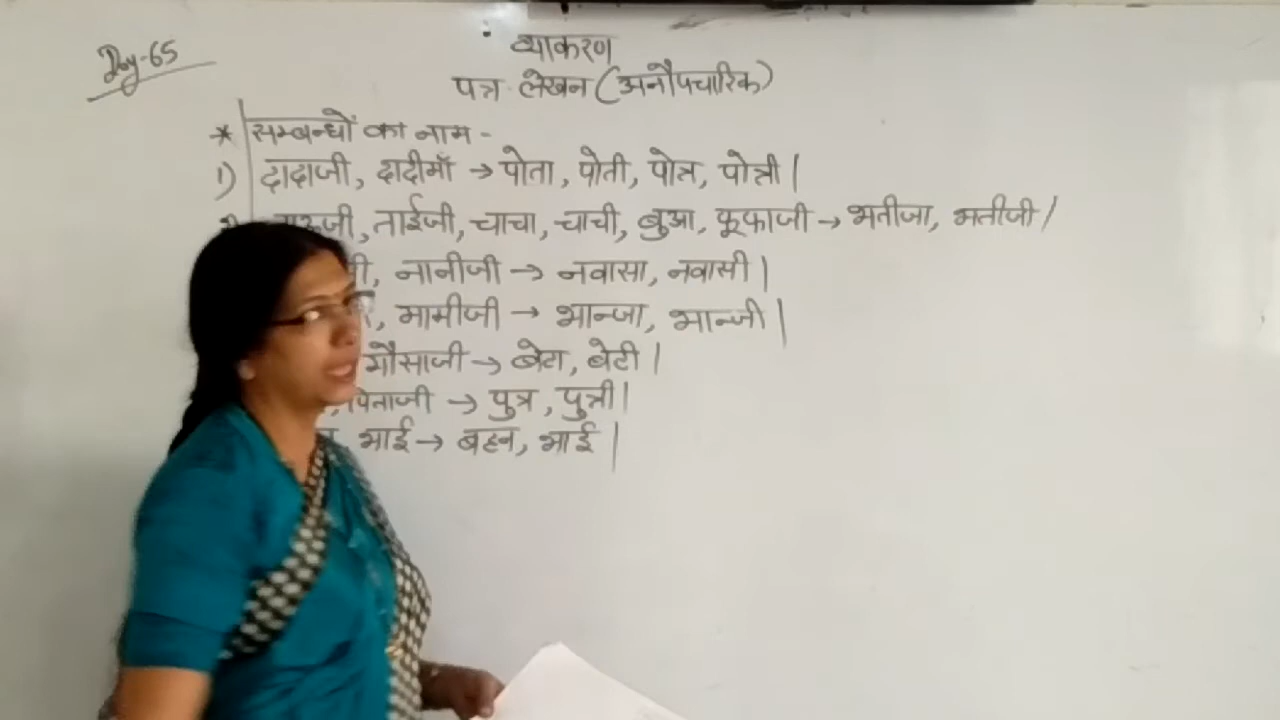 Day-65
व्याकरण
पत्र लेखन (अनौपचारिक)
* सम्बन्धों का नाम -
1) दादाजी, दादीमाँ → पोता, पोती, पोत्र, पोत्री |
ताईजी, चाचा, चाची, बुआ, फूफाजी → भतीजा, भतीजी |
नानीजी → नवासा, नवासी |
मामीजी → भान्जा, भान्जी |
मौसाजी → बेटा, बेटी |
पिताजी → पुत्र, पुत्री |
भाई → बहन, भाई |